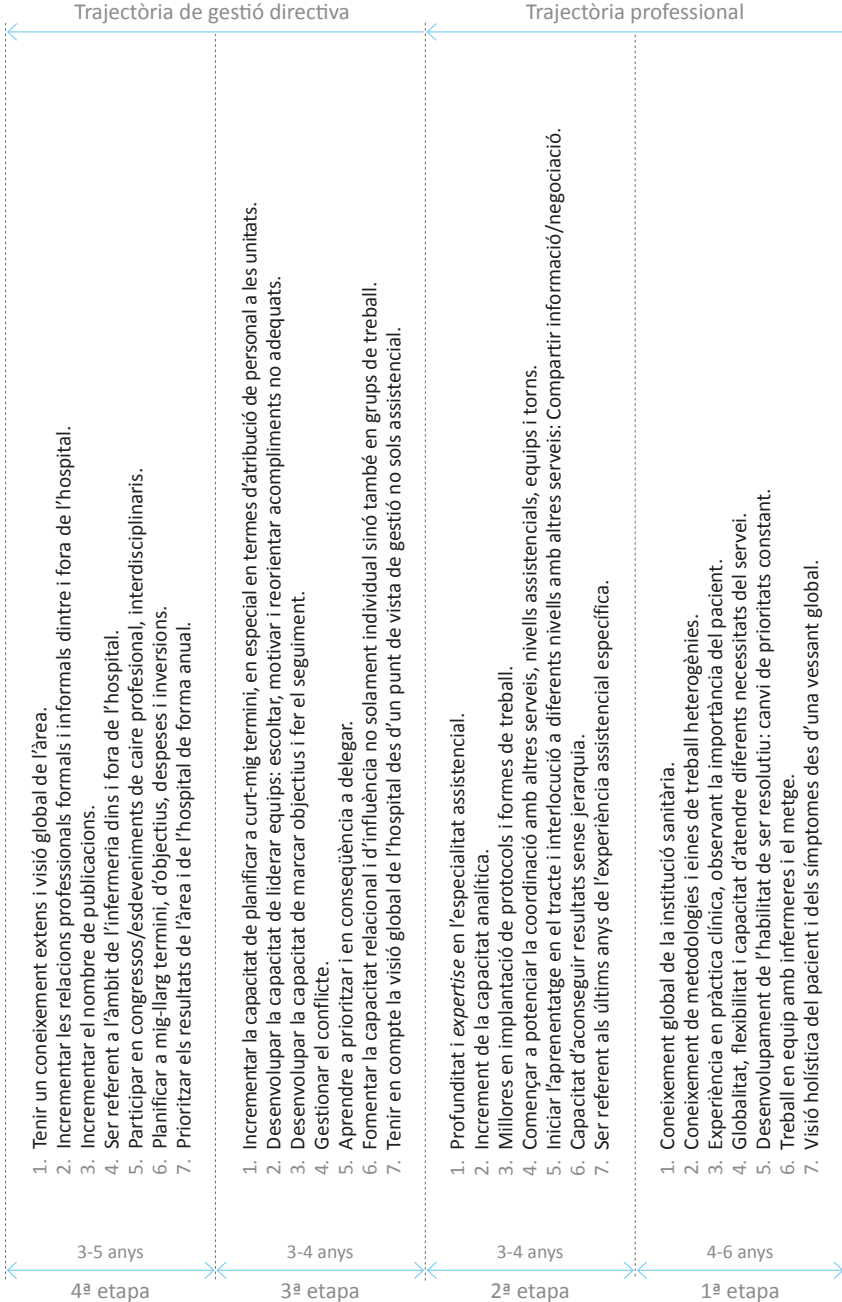 Trajectòria de gestió directiva
Trajectòria professional
1. Tenir un coneixement extens i visió global de l’àrea.
2. Incrementar les relacions professionals formals i informals dintre i fora de l’hospital.
3. Incrementar el nombre de publicacions.
4. Ser referent a l’àmbit de l’infermeria dins i fora de l’hospital.
5. Participar en congressos/esdeveniments de caire profesional, interdisciplinaris.
6. Planificar a mig-llarg termini, d’objectius, despeses i inversions.
7. Prioritzar els resultats de l’àrea i de l’hospital de forma anual.
3-5 anys
4ª etapa
1. Incrementar la capacitat de planificar a curt-mig termini, en especial en termes d’atribució de personal a les unitats.
2. Desenvolupar la capacitat de liderar equips: escoltar, motivar i reorientar acompliments no adequats.
3. Desenvolupar la capacitat de marcar objectius i fer el seguiment.
4. Gestionar el conflicte.
5. Aprendre a prioritzar i en conseqüència a delegar.
6. Fomentar la capacitat relacional i d’influència no solament individual sinó també en grups de treball.
7. Tenir en compte la visió global de l’hospital des d’un punt de vista de gestió no sols assistencial.
3-4 anys
3ª etapa
1. Profunditat i expertise en l’especialitat assistencial.
2. Increment de la capacitat analítica.
3. Millores en implantació de protocols i formes de treball.
4. Començar a potenciar la coordinació amb altres serveis, nivells assistencials, equips i torns.
5. Iniciar l’aprenentatge en el tracte i interlocució a diferents nivells amb altres serveis: Compartir informació/negociació.
6. Capacitat d’aconseguir resultats sense jerarquia.
7. Ser referent als últims anys de l’experiència assistencial específica.
3-4 anys
2ª etapa
1. Coneixement global de la institució sanitària.
2. Coneixement de metodologies i eines de treball heterogènies.
3. Experiència en pràctica clínica, observant la importància del pacient.
4. Globalitat, flexibilitat i capacitat d’atendre diferents necessitats del servei.
5. Desenvolupament de l’habilitat de ser resolutiu: canvi de prioritats constant.
6. Treball en equip amb infermeres i el metge.
7. Visió holística del pacient i dels símptomes des d’una vessant global.
4-6 anys
1ª etapa